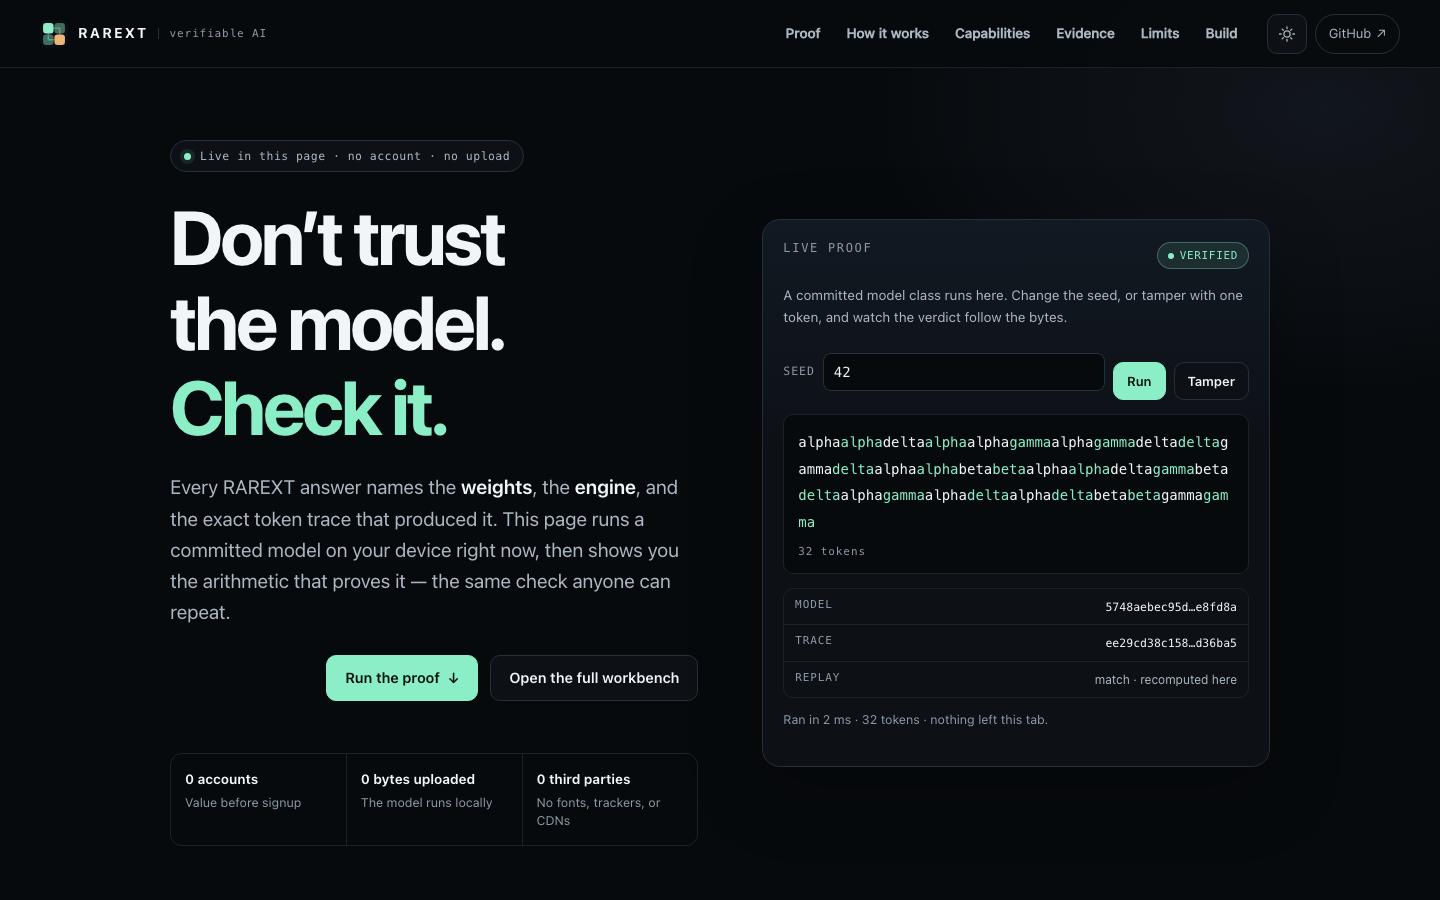 RAREXT verifiable AI
Proof How it works Capabilities Evidence Limits Build GitHub ↗
Live in this page · no account · no upload
Don’t trust
the model.
Check it.
Every RAREXT answer names the weights, the engine, and
the exact token trace that produced it. This page runs a
committed model on your device right now, then shows you
the arithmetic that proves it — the same check anyone can
repeat.
Run the proof ↓ Open the full workbench
0 accounts
Value before signup
0 bytes uploaded
The model runs locally
0 third parties
No fonts, trackers, or
CDNs
LIVE PROOF
VERIFIED
A committed model class runs here. Change the seed, or tamper with one
token, and watch the verdict follow the bytes.
SEED 42 Run Tamper
alphaalphadeltaalphaalphagammaalphagammadeltadeltag
ammadeltaalphaalphabetabetaalphaalphadeltagammabeta
deltaalphagammaalphadeltaalphadeltabetabetagammagam
ma
32 tokens
MODEL 5748aebec95d…e8fd8a
TRACE ee29cd38c158…d36ba5
REPLAY match · recomputed here
Ran in 2 ms · 32 tokens · nothing left this tab.